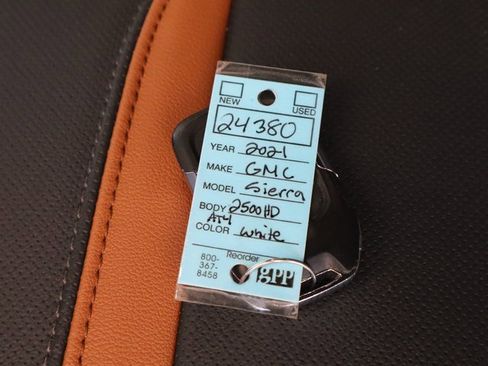 NEW USED
24380
YEAR 2021
MAKE GMC
MODEL Sierra
BODY 2500HD
AT4
COLOR white
Reorder
800-
367-
8458
gpp